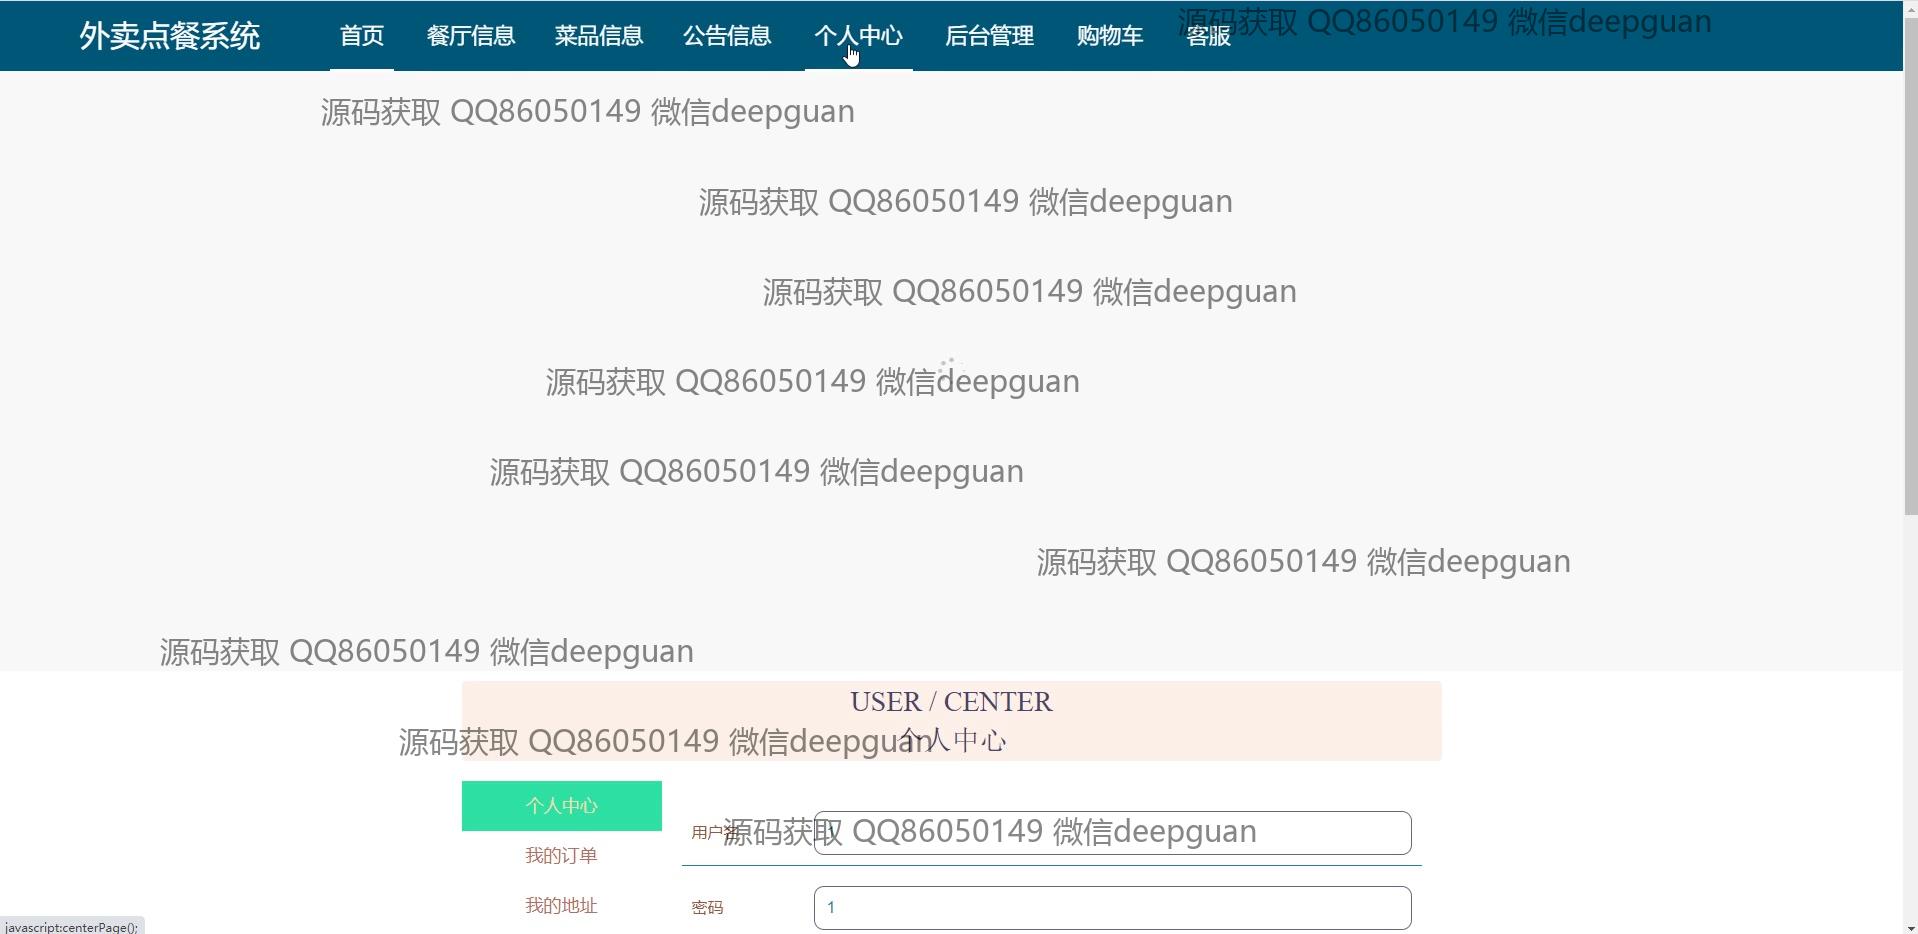 外卖点餐系统 首页 餐厅信息 菜品信息 公告信息 个人中心 后台管理 购物车 客服
源码获取 QQ86050149 微信deepguan
源码获取 QQ86050149 微信deepguan
源码获取 QQ86050149 微信deepguan
源码获取 QQ86050149 微信deepguan
源码获取 QQ86050149 微信deepguan
源码获取 QQ86050149 微信deepguan
源码获取 QQ86050149 微信deepguan
源码获取 QQ86050149 微信deepguan
USER / CENTER
源码获取 QQ86050149 微信deepguan
个人中心
个人中心
用户名
源码获取 QQ86050149 微信deepguan
我的订单
我的地址
密码 1
javascript:centerPage();